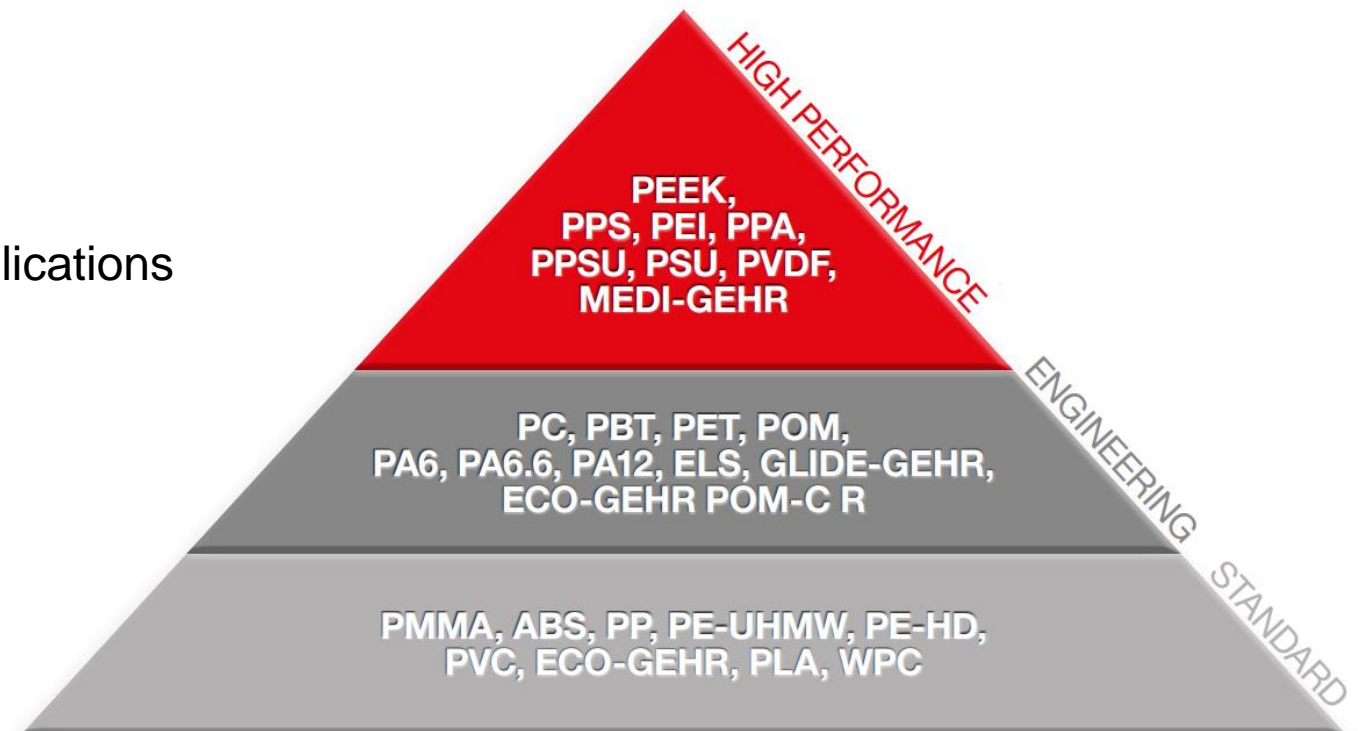 lications
HIGH PERFORMANCE
PEEK,
PPS, PEI, PPA,
PPSU, PSU, PVDF,
MEDI-GEHR
ENGINEERING
PC, PBT, PET, POM,
PA6, PA6.6, PA12, ELS, GLIDE-GEHR,
ECO-GEHR POM-C R
STANDARD
PMMA, ABS, PP, PE-UHMW, PE-HD,
PVC, ECO-GEHR, PLA, WPC